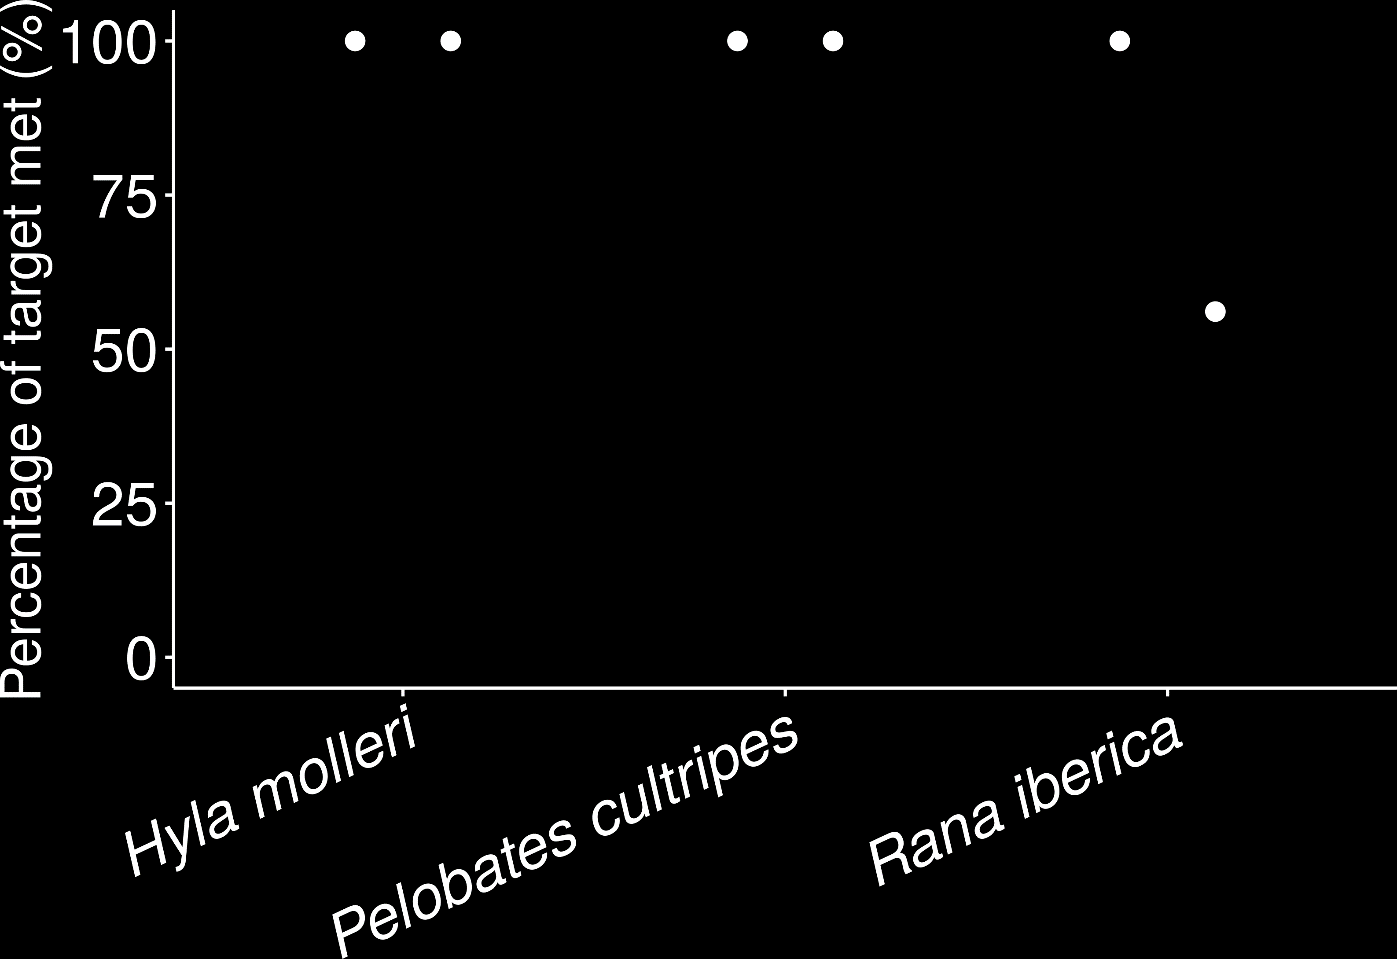 Percentage of target met (%)
100
75
50
25
0
Hyla molleri
Pelobates cultripes
Rana iberica